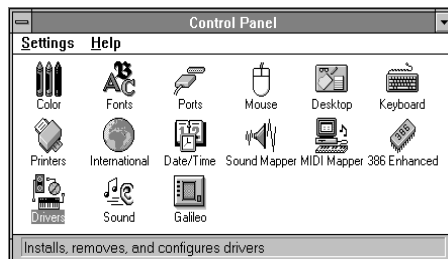 Control Panel
Settings Help
Color Fonts Ports Mouse Desktop Keyboard
Printers International Date/Time Sound Mapper MIDI Mapper 386 Enhanced
Drivers Sound Galileo
Installs, removes, and configures drivers